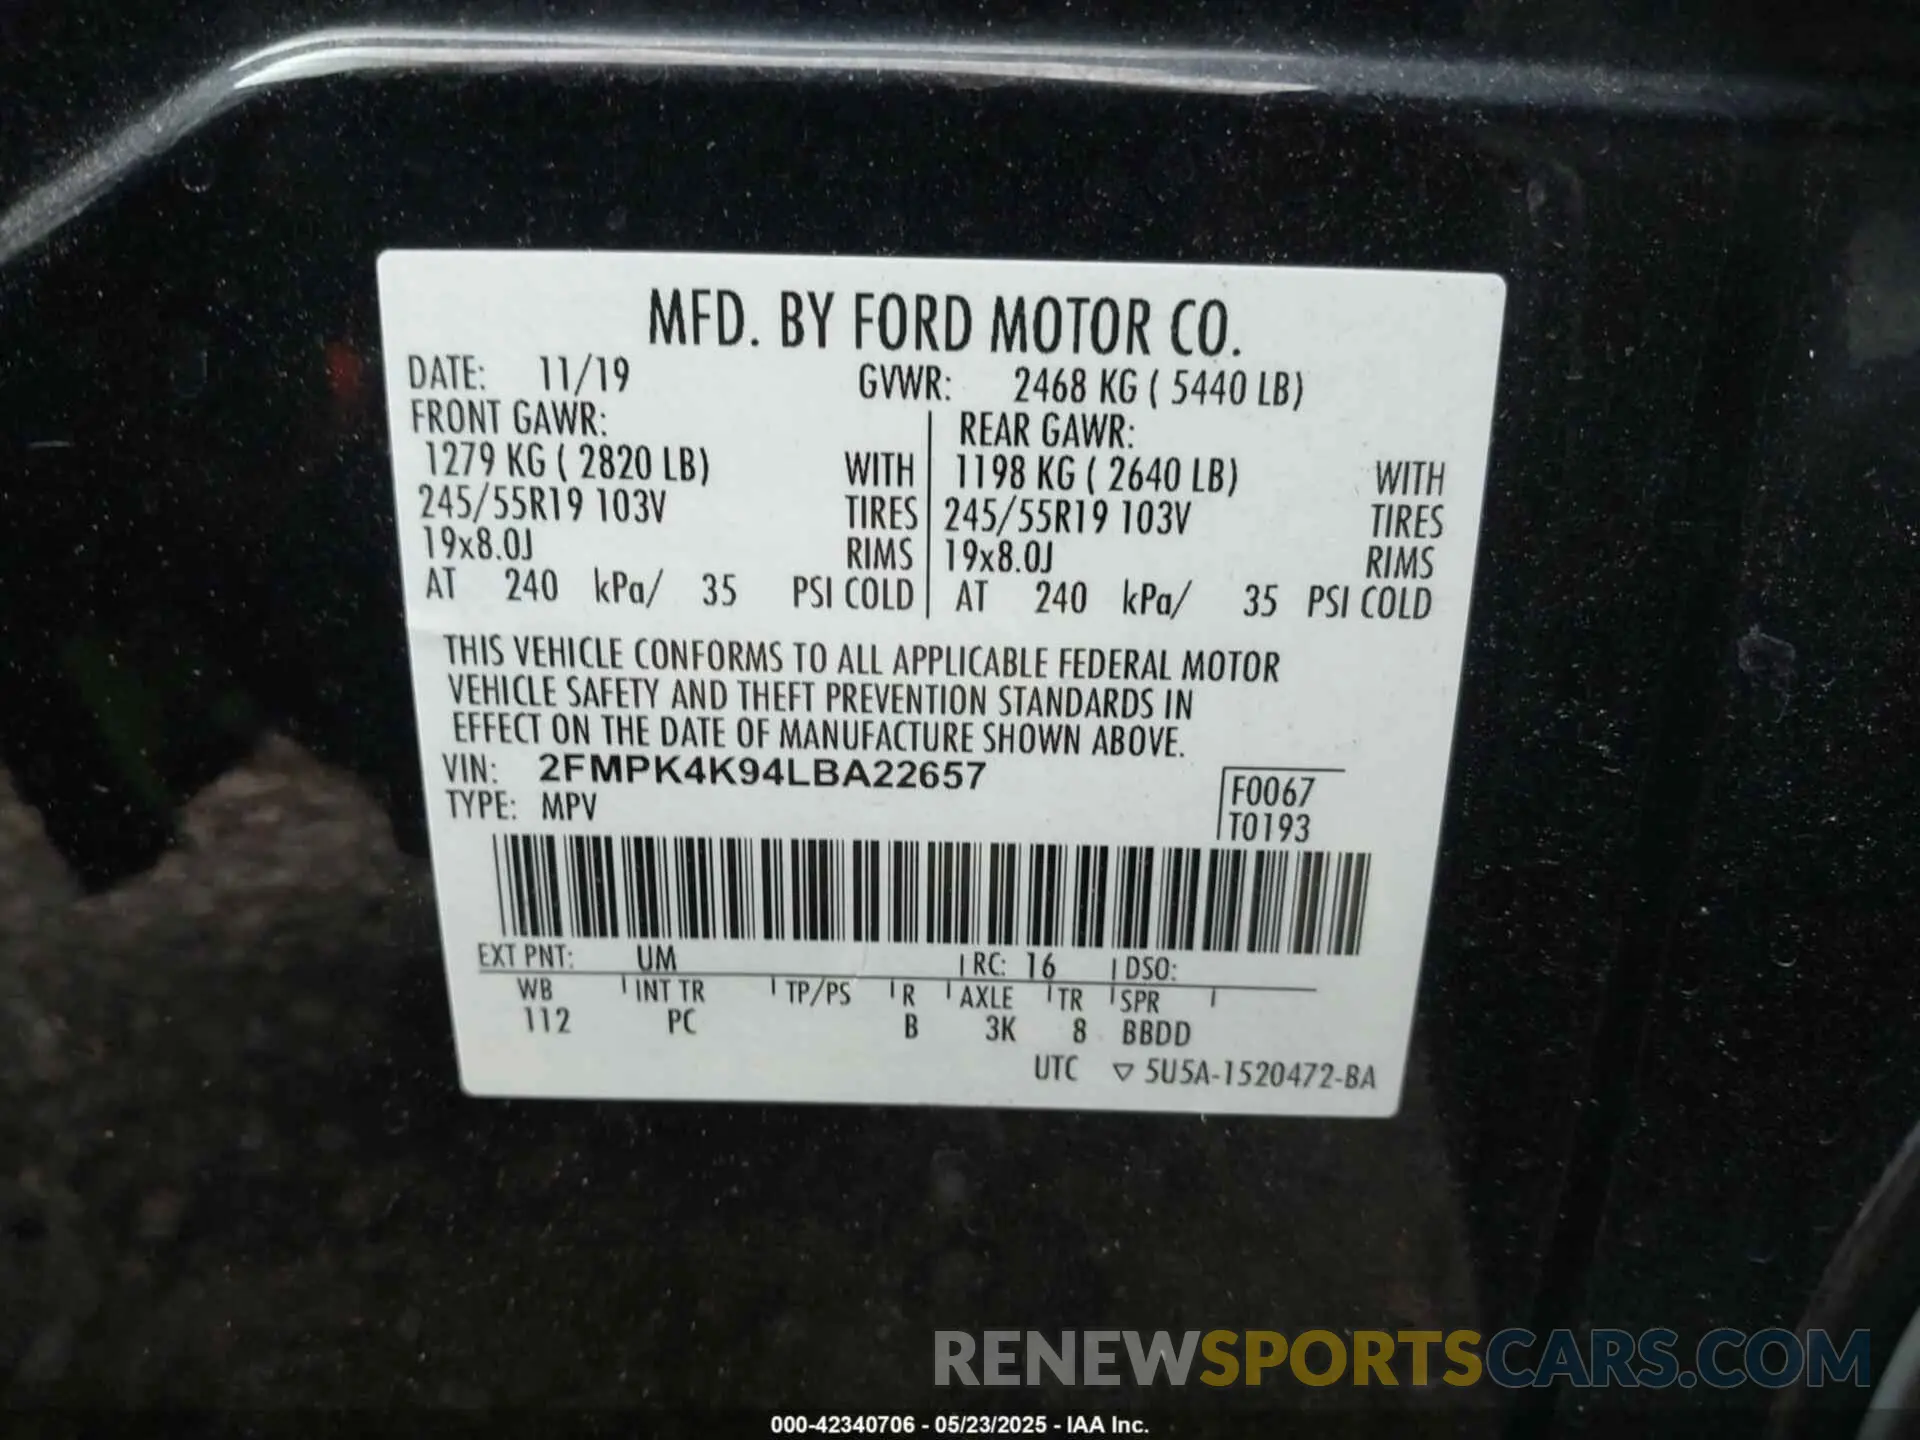 MFD. BY FORD MOTOR CO.
DATE: 11/19 GVWR: 2468 KG ( 5440 LB)
FRONT GAWR: REAR GAWR:
1279 KG ( 2820 LB) WITH 1198 KG ( 2640 LB) WITH
245/55R19 103V TIRES 245/55R19 103V TIRES
19x8.0J RIMS 19x8.0J RIMS
AT 240 kPa/ 35 PSI COLD AT 240 kPa/ 35 PSI COLD
THIS VEHICLE CONFORMS TO ALL APPLICABLE FEDERAL MOTOR
VEHICLE SAFETY AND THEFT PREVENTION STANDARDS IN
EFFECT ON THE DATE OF MANUFACTURE SHOWN ABOVE.
VIN: 2FMPK4K94LBA22657
TYPE: MPV
F0067
T0193
EXT PNT: UM RC: 16 DSO:
WB INT TR TP/PS R AXLE TR SPR
112 PC B 3K 8 BBDD
UTC ▽ 5U5A-1520472-BA
RENEWSPORTSCARS.COM
000-42340706 - 05/23/2025 - IAA Inc.